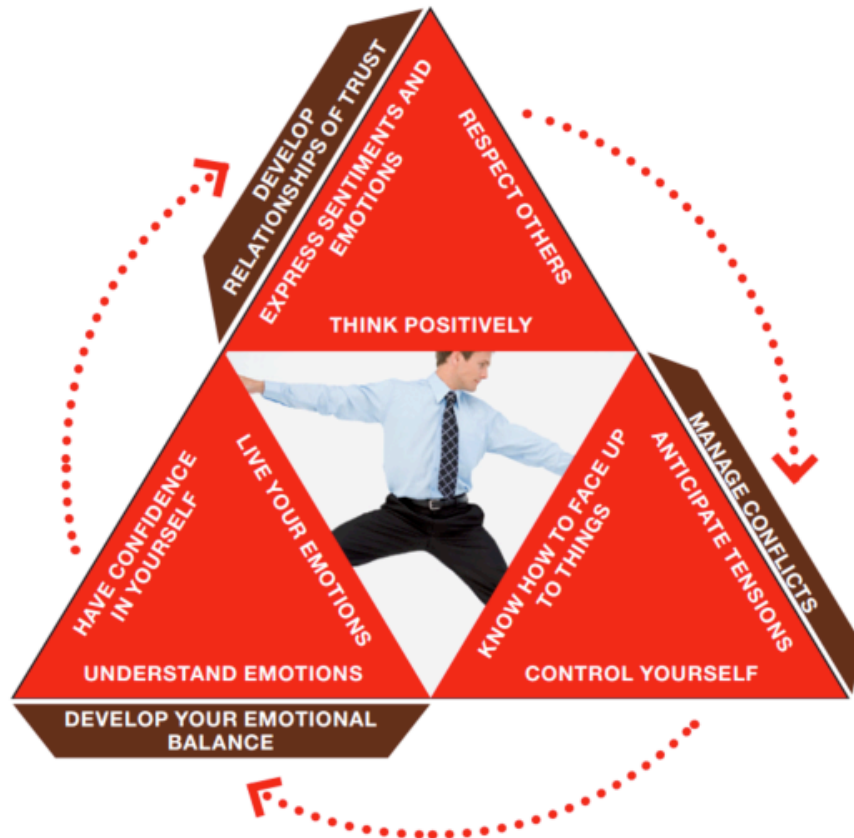 DEVELOP
RELATIONSHIPS OF TRUST
EXPRESS SENTIMENTS AND
EMOTIONS
RESPECT OTHERS
THINK POSITIVELY
HAVE CONFIDENCE
IN YOURSELF
LIVE YOUR EMOTIONS
UNDERSTAND EMOTIONS
DEVELOP YOUR EMOTIONAL
BALANCE
KNOW HOW TO FACE UP
TO THINGS
ANTICIPATE TENSIONS
CONTROL YOURSELF
MANAGE CONFLICTS